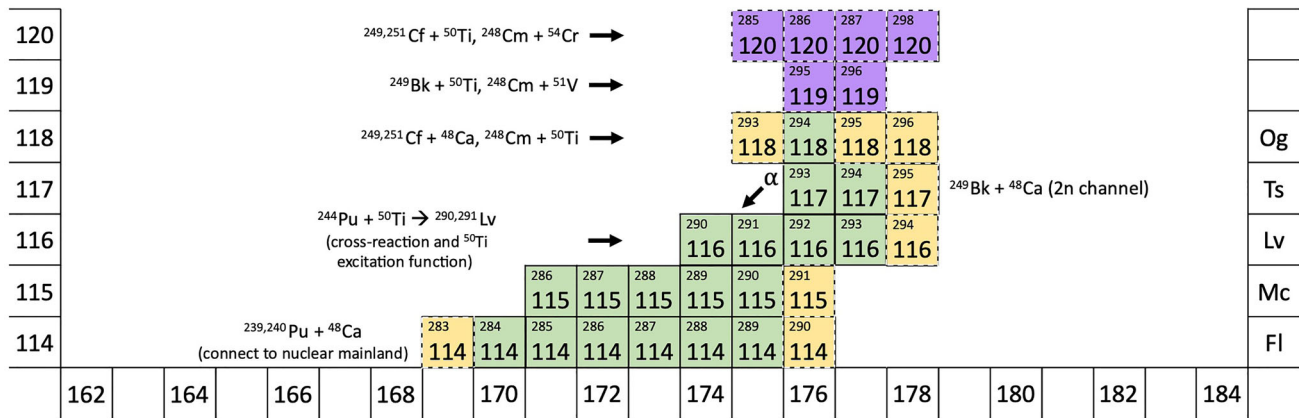 120 ²⁴⁹,²⁵¹Cf + ⁵⁰Ti, ²⁴⁸Cm + ⁵⁴Cr 285 120 286 120 287 120 298 120
119 ²⁴⁹Bk + ⁵⁰Ti, ²⁴⁸Cm + ⁵¹V 295 119 296 119
118 ²⁴⁹,²⁵¹Cf + ⁴⁸Ca, ²⁴⁸Cm + ⁵⁰Ti 293 118 294 118 295 118 296 118 Og
117 α 293 117 294 117 295 117 ²⁴⁹Bk + ⁴⁸Ca (2n channel) Ts
116 ²⁴⁴Pu + ⁵⁰Ti → ²⁹⁰,²⁹¹Lv
(cross-reaction and ⁵⁰Ti
excitation function) 290 116 291 116 292 116 293 116 294 116 Lv
115 286 115 287 115 288 115 289 115 290 115 291 115 Mc
114 ²³⁹,²⁴⁰Pu + ⁴⁸Ca
(connect to nuclear mainland) 283 114 284 114 285 114 286 114 287 114 288 114 289 114 290 114 Fl
162 164 166 168 170 172 174 176 178 180 182 184